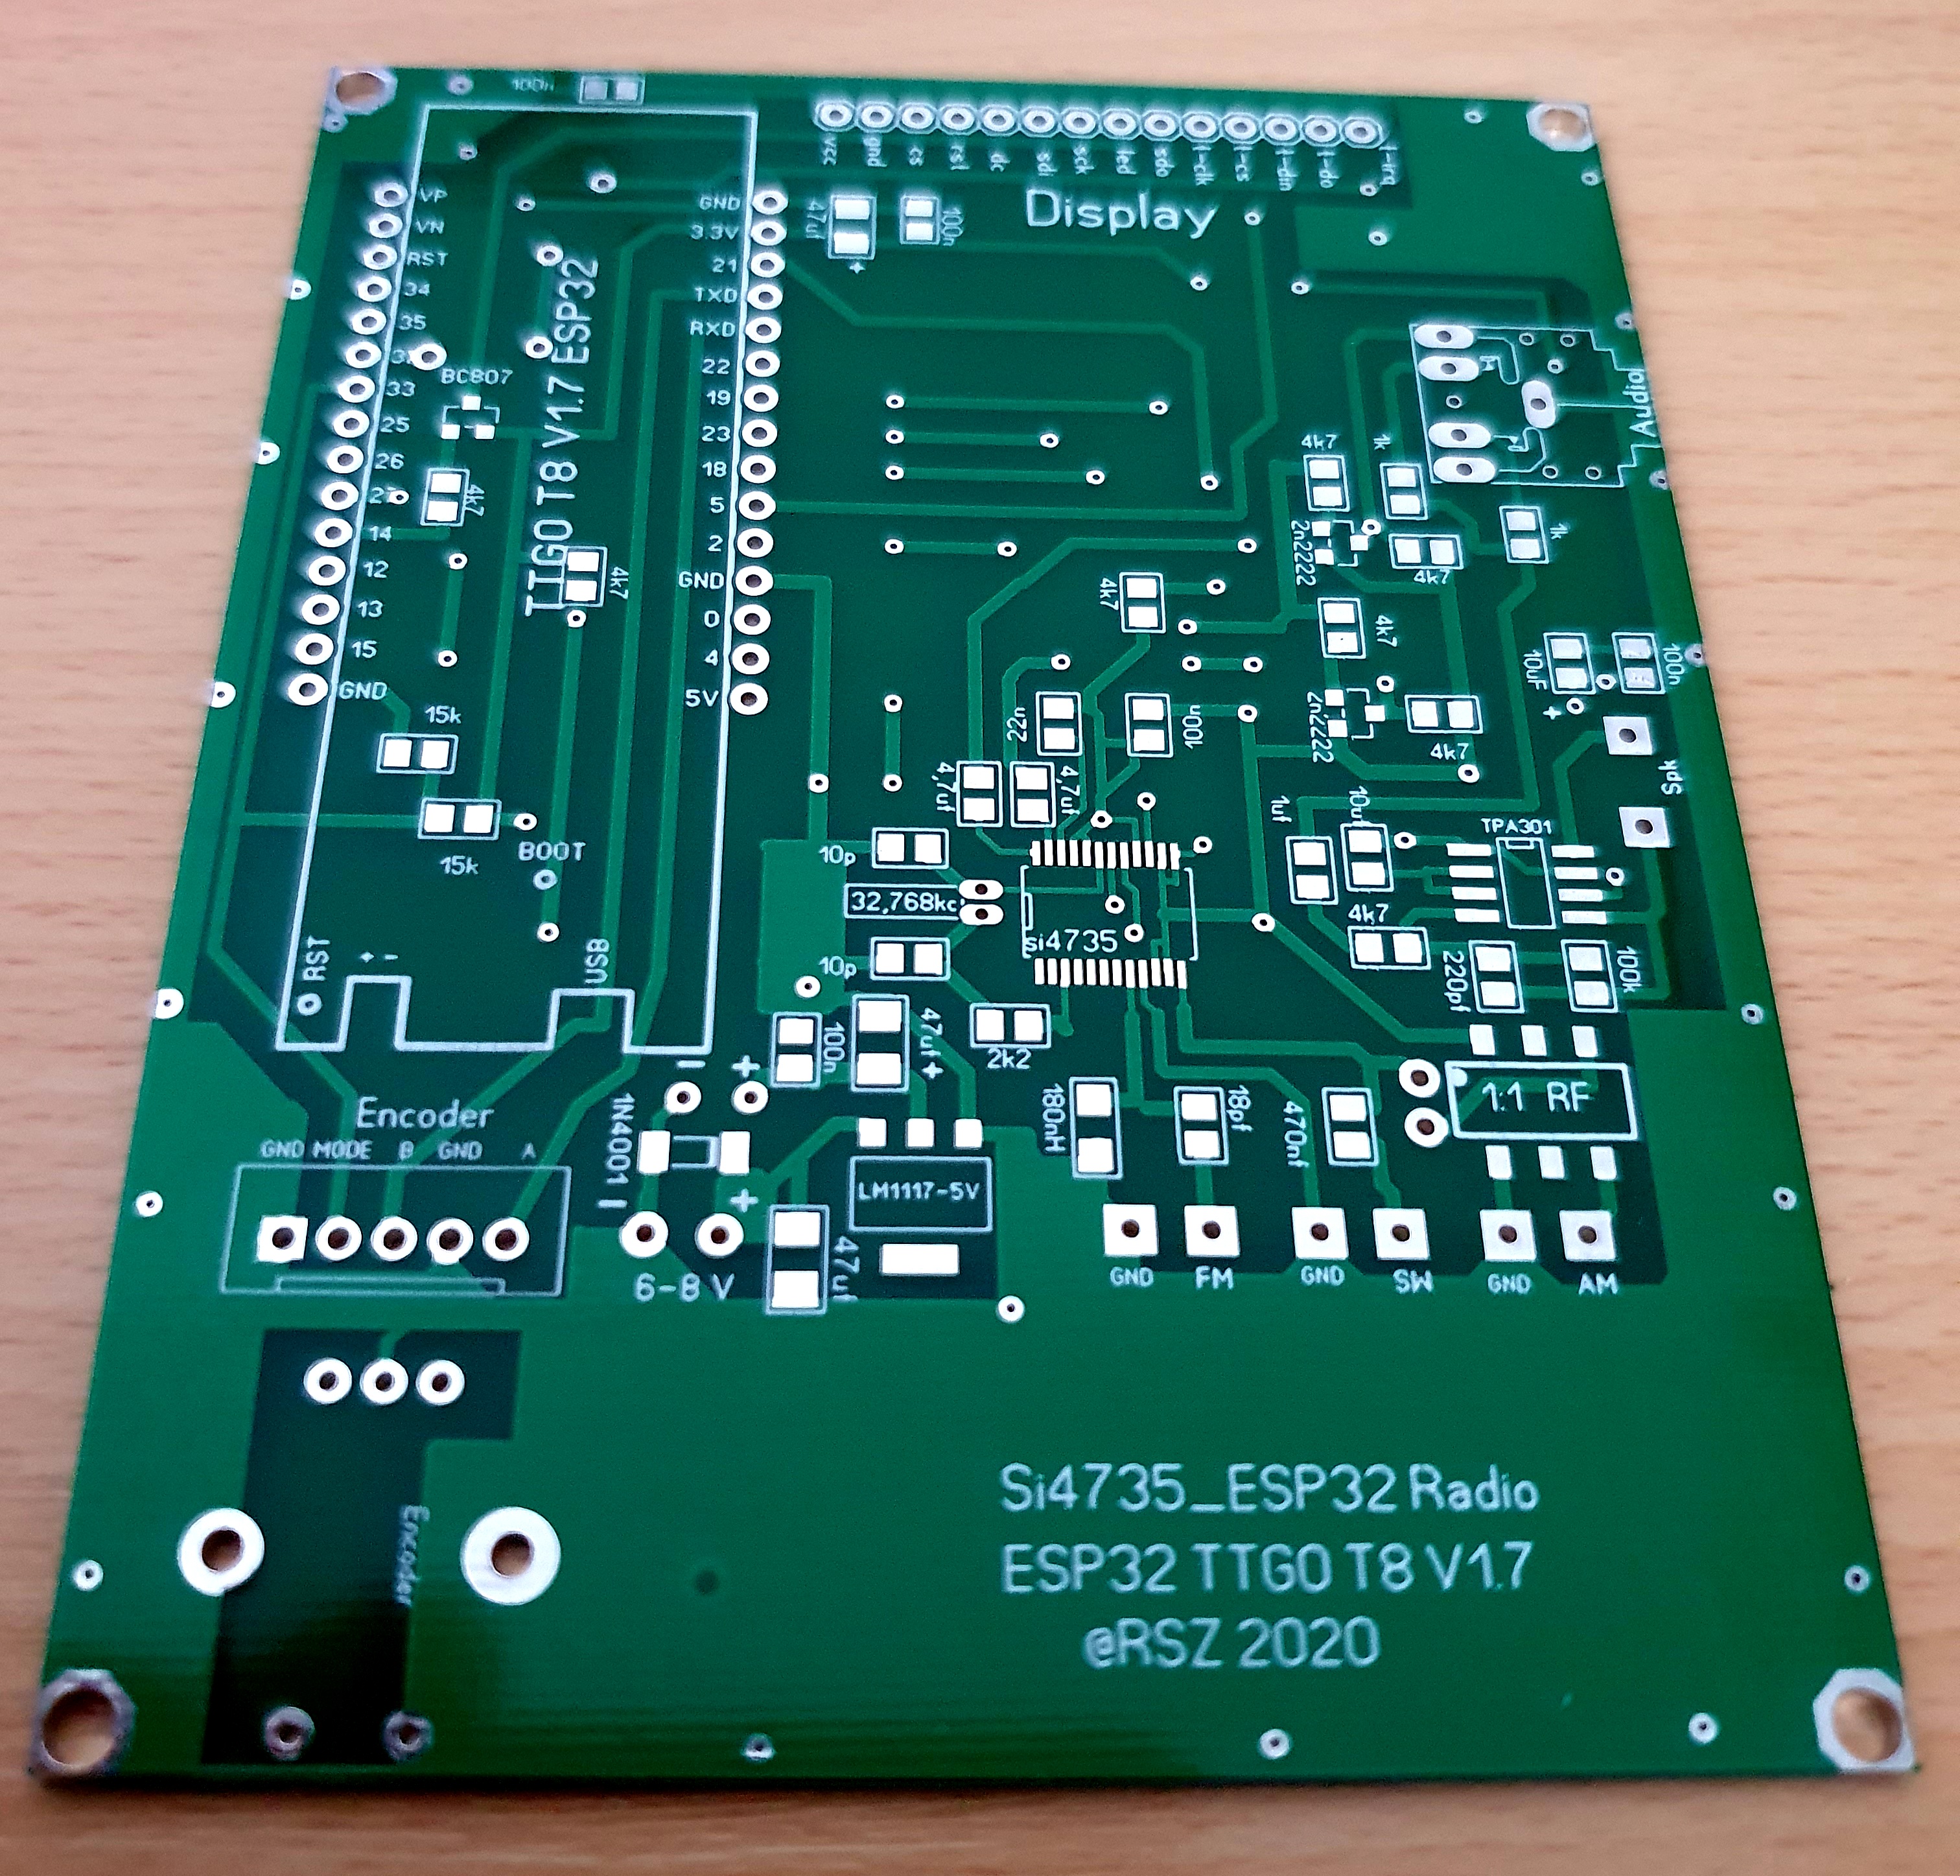 100n
vcc
gnd
cs
rst
dc
sdi
sck
led
sdo
t-clk
t-cs
t-din
t-do
t-irq
Display
47uf
+
100n
VP
VN
RST
34
35
33
25
26
27
14
12
13
15
GND
GND
3.3V
21
TXD
RXD
22
19
23
18
5
2
GND
0
4
5V
TTGO T8 V1.7 ESP32
BC807
4k7
4k7
15k
15k
BOOT
RST
+ -
USB
Audio
4k7
1k
2n2222
4k7
1k
4k7
4k7
2n2222
4k7
10uF
+
100n
Spk
22n
100n
4,7uf
4,7uf
10p
32,768kc
10p
si4735
1uf
10uf
TPA301
4k7
220pf
100k
100n
47uf
+
2k2
Encoder
GND MODE B GND A
1N4001
-
+
+
6-8 V
47uf
LM1117-5V
180nH
18pf
470nf
1:1 RF
GND
FM
GND
SW
GND
AM
Encoder
Si4735_ESP32 Radio
ESP32 TTGO T8 V1.7
@RSZ 2020